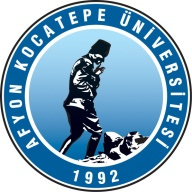 AFYON KOCATEPE ÜNİVERSİTESİ
1992